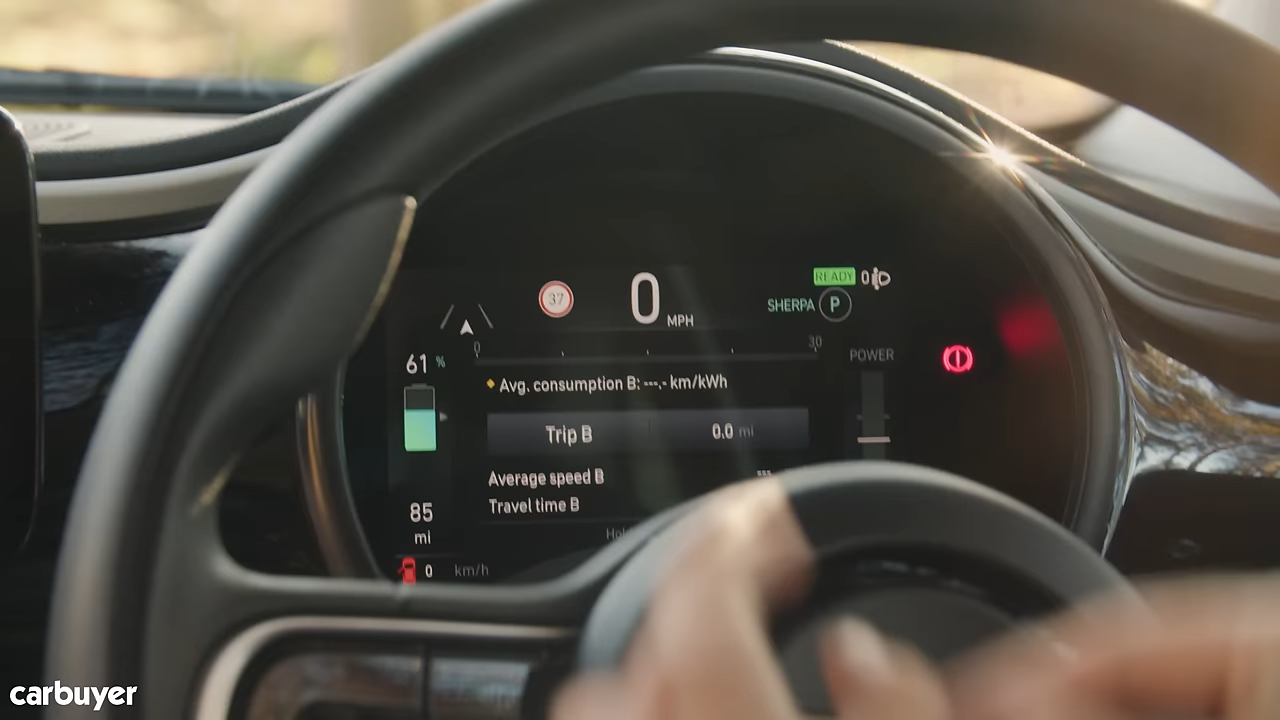 READY 0
37 0 MPH
SHERPA P
0 30
61 %
POWER
Avg. consumption B: ---.- km/kWh
Trip B 0.0 mi
Average speed B ---
Travel time B
85
mi
0 km/h
carbuyer